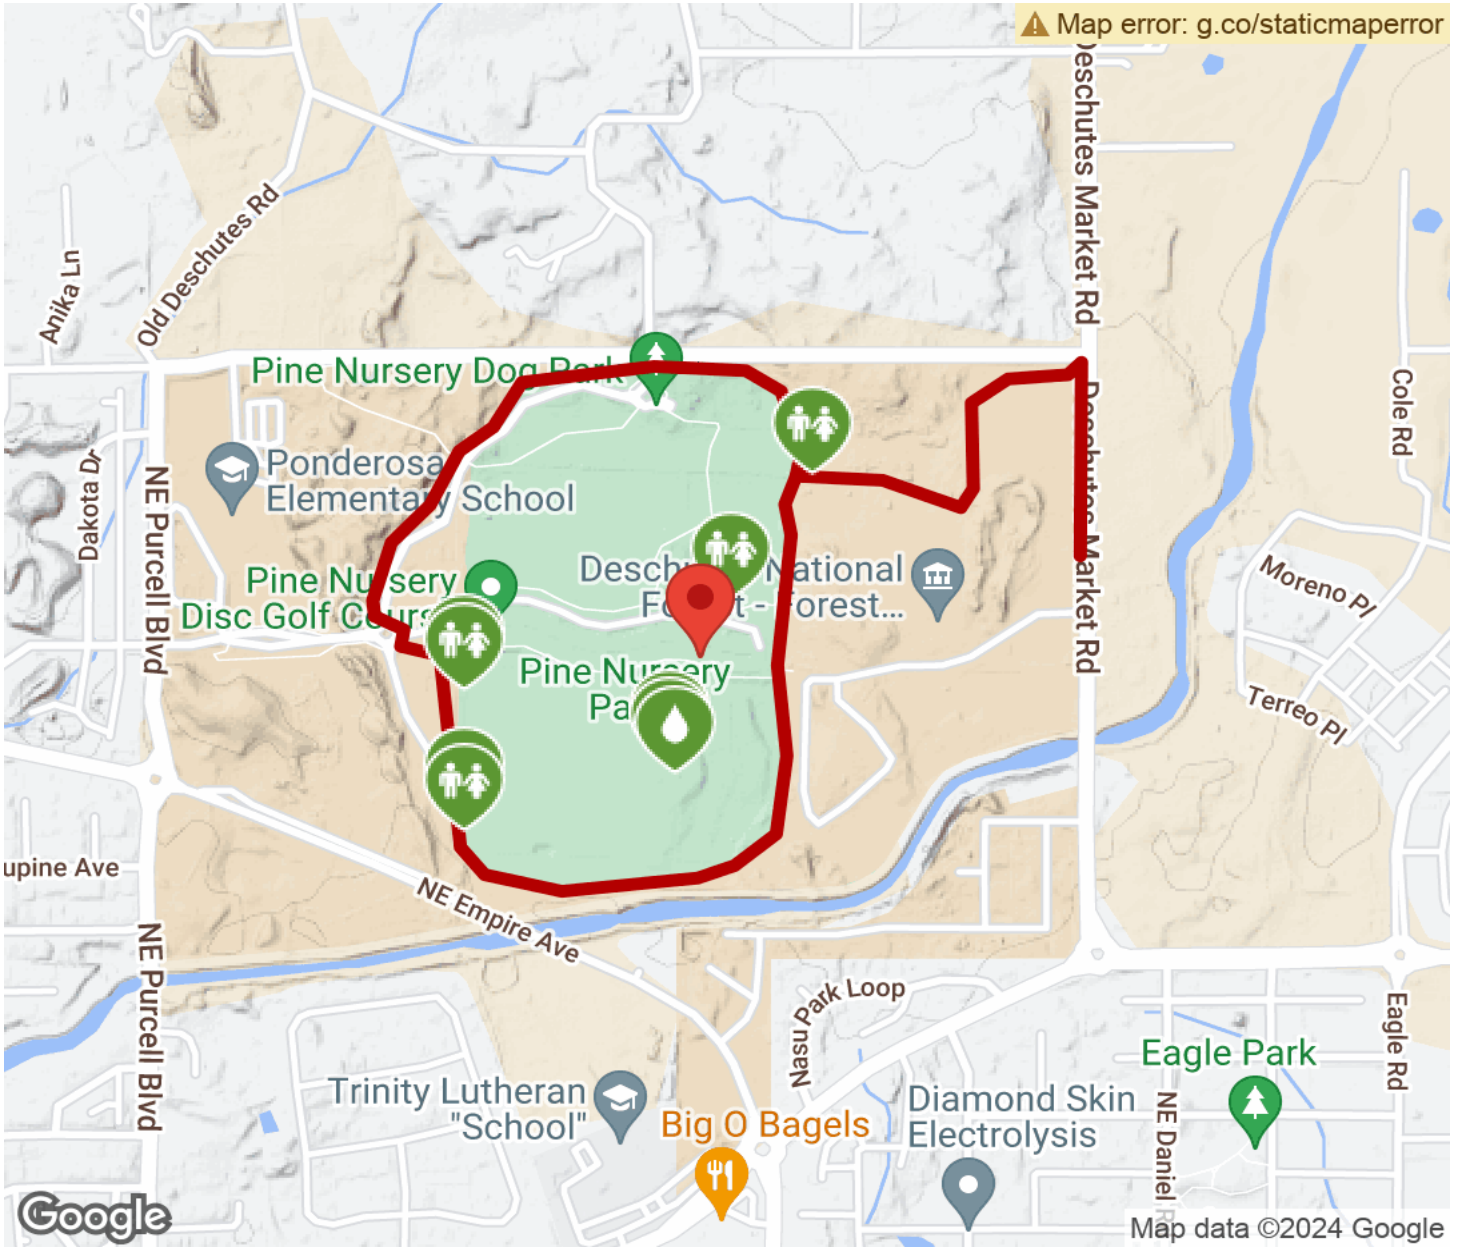 Map error: g.co/staticmaperror
Deschutes Market Rd
Old Deschutes Rd
Anika Ln
Pine Nursery Dog Park
Deschutes Market Rd
Cole Rd
Dakota Dr
Ponderosa
Elementary School
NE Purcell Blvd
Pine Nursery
Disc Golf Course
National
Forest - Forest...
Moreno Pl
Pine Nursery
Terreo Pl
upine Ave
NE Empire Ave
NE Purcell Blvd
Nasu Park Loop
Eagle Rd
Eagle Park
Trinity Lutheran
"School"
Big O Bagels
Diamond Skin
Electrolysis
NE Daniel
Google
Map data ©2024 Google